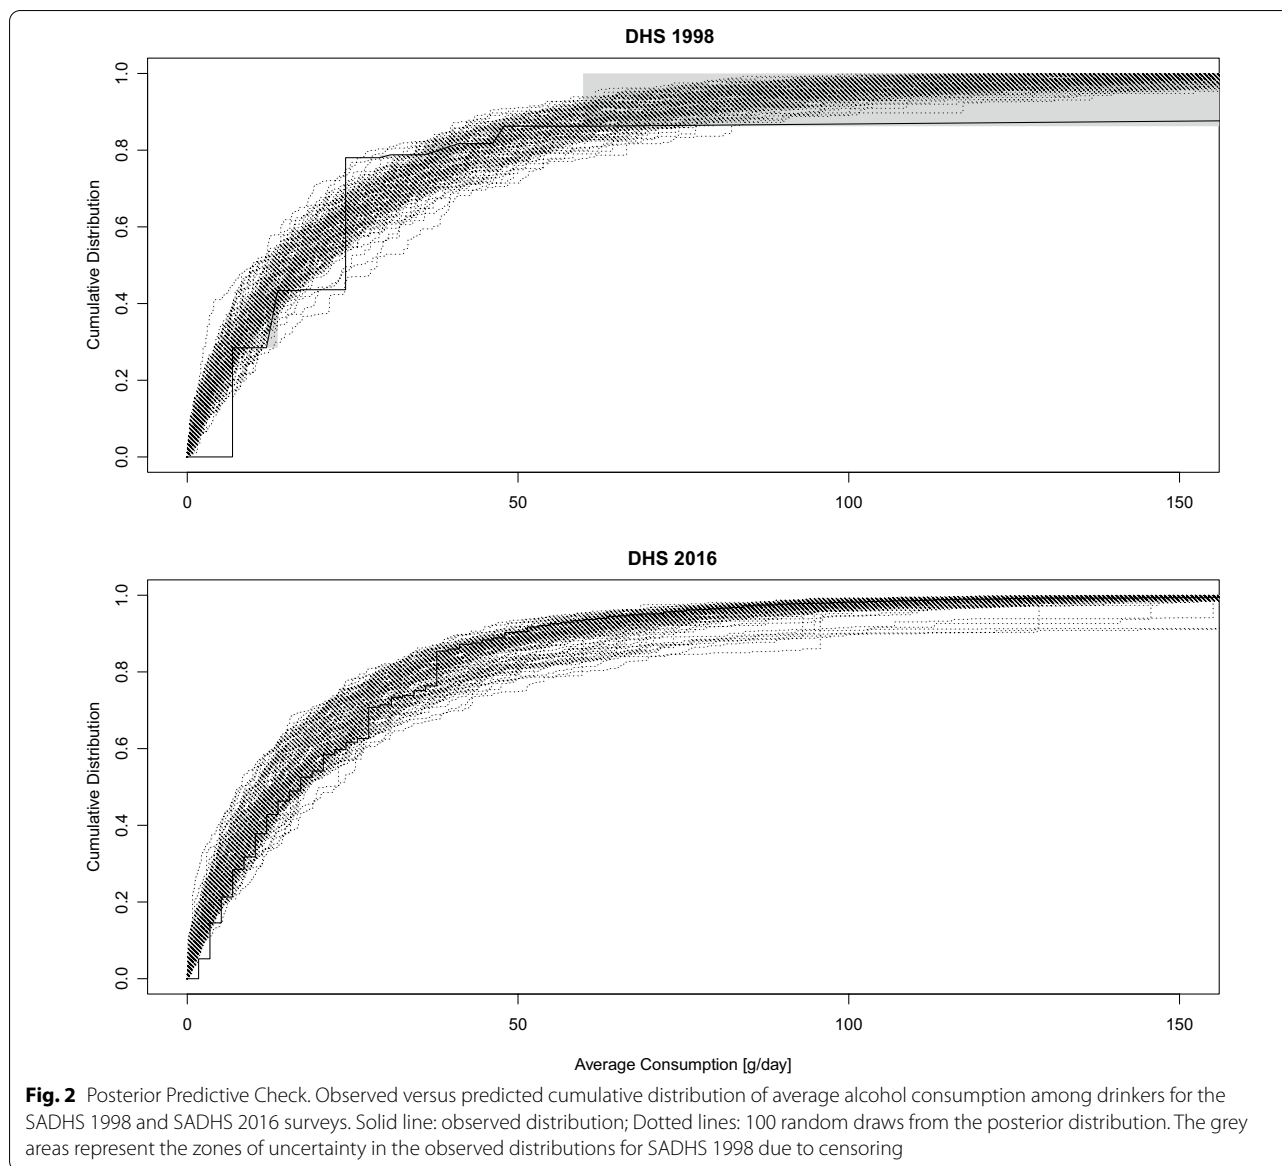 DHS 1998
1.0
0.8
0.6
0.4
0.2
0.0
Cumulative Distribution
0 50 100 150
DHS 2016
1.0
0.8
0.6
0.4
0.2
0.0
Cumulative Distribution
0 50 100 150
Average Consumption [g/day]
Fig. 2 Posterior Predictive Check. Observed versus predicted cumulative distribution of average alcohol consumption among drinkers for the
SADHS 1998 and SADHS 2016 surveys. Solid line: observed distribution; Dotted lines: 100 random draws from the posterior distribution. The grey
areas represent the zones of uncertainty in the observed distributions for SADHS 1998 due to censoring